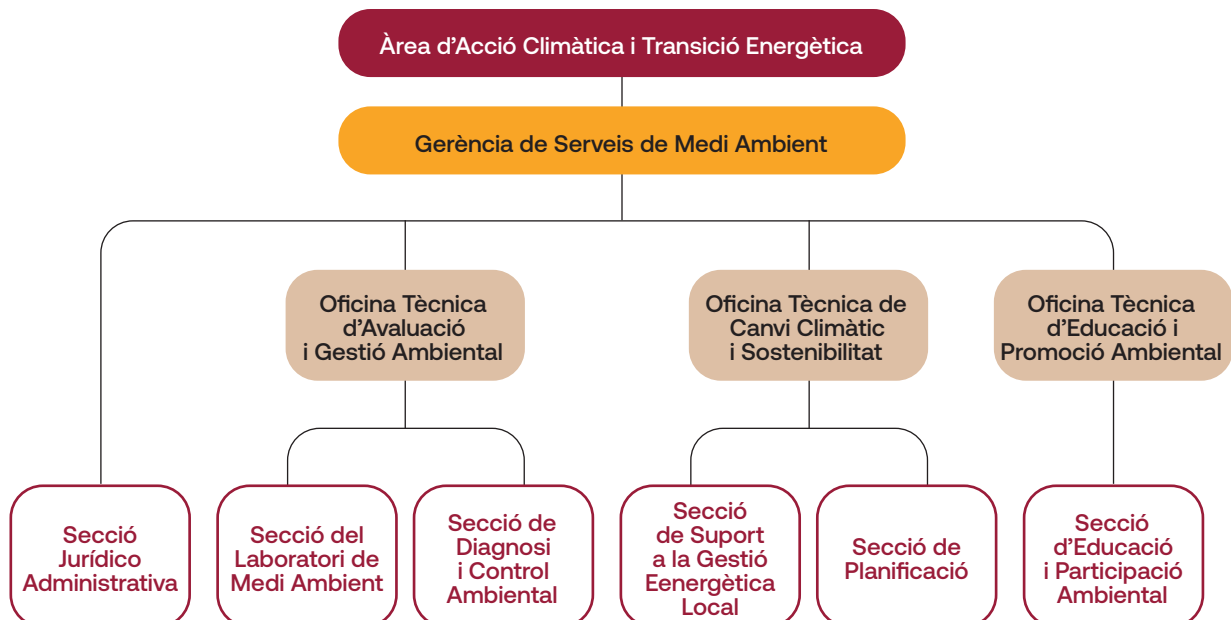 Àrea d'Acció Climàtica i Transició Energètica
Gerència de Serveis de Medi Ambient
Oficina Tècnica
d'Avaluació
i Gestió Ambiental
Oficina Tècnica de
Canvi Climàtic
i Sostenibilitat
Oficina Tècnica
d'Educació i
Promoció Ambiental
Secció
Jurídico
Administrativa
Secció del
Laboratori de
Medi Ambient
Secció de
Diagnosi
i Control
Ambiental
Secció
de Suport
a la Gestió
Eenergètica
Local
Secció de
Planificació
Secció
d'Educació
i Participació
Ambiental